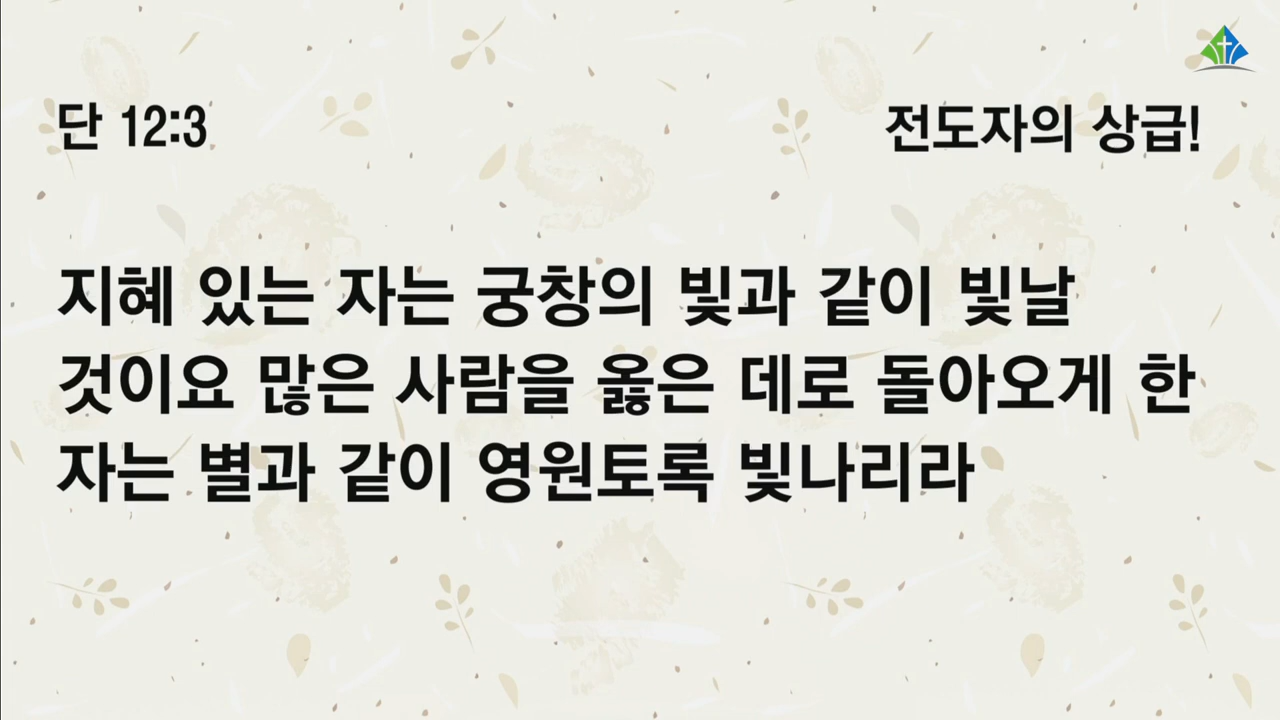 단 12:3
전도자의 상급!
지혜 있는 자는 궁창의 빛과 같이 빛날
것이요 많은 사람을 옳은 데로 돌아오게 한
자는 별과 같이 영원토록 빛나리라